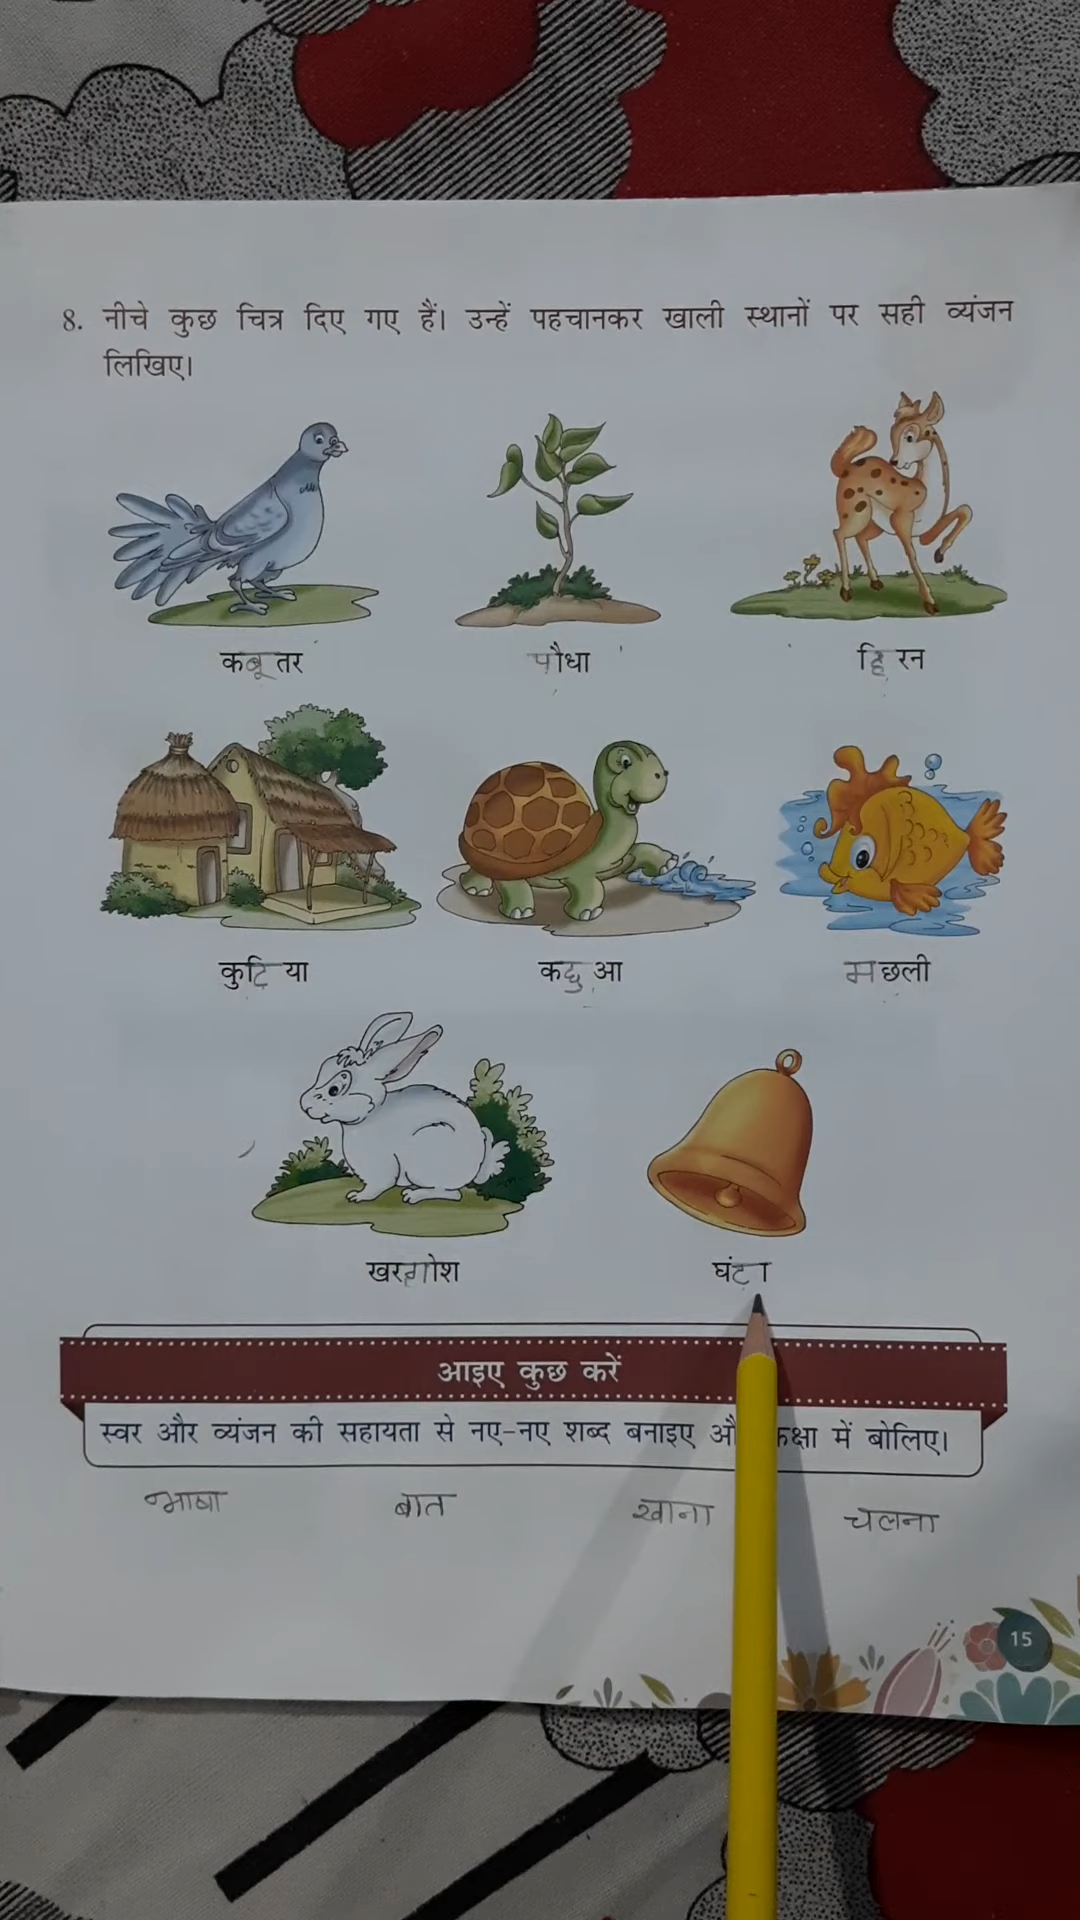 8. नीचे कुछ चित्र दिए गए हैं। उन्हें पहचानकर खाली स्थानों पर सही व्यंजन
लिखिए।
कबूतर पौधा हिरन
कुटिया कछुआ मछली
खरगोश घंटा
आइए कुछ करें
स्वर और व्यंजन की सहायता से नए-नए शब्द बनाइए औ कक्षा में बोलिए।
भाषा बात खाना चलना
15